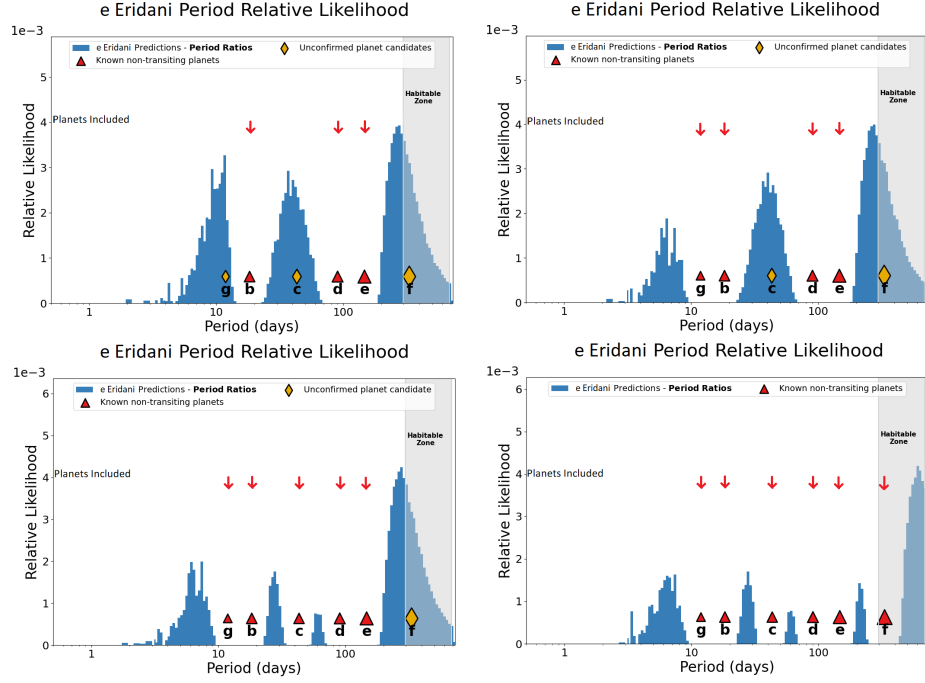 e Eridani Period Relative Likelihood
1e−3
e Eridani Predictions - Period Ratios
Known non-transiting planets
Unconfirmed planet candidates
Habitable
Zone
Planets Included
Relative Likelihood
5
4
3
2
1
0
g b c d e f
1 10 100
Period (days)
e Eridani Period Relative Likelihood
1e−3
e Eridani Predictions - Period Ratios
Known non-transiting planets
Unconfirmed planet candidates
Habitable
Zone
Planets Included
Relative Likelihood
5
4
3
2
1
0
g b c d e f
1 10 100
Period (days)
e Eridani Period Relative Likelihood
1e−3
e Eridani Predictions - Period Ratios
Known non-transiting planets
Unconfirmed planet candidate
Habitable
Zone
Planets Included
Relative Likelihood
6
5
4
3
2
1
0
g b c d e f
1 10 100
Period (days)
e Eridani Period Relative Likelihood
1e−3
e Eridani Predictions - Period Ratios
Known non-transiting planets
Habitable
Zone
Planets Included
Relative Likelihood
6
5
4
3
2
1
0
g b c d e f
1 10 100
Period (days)